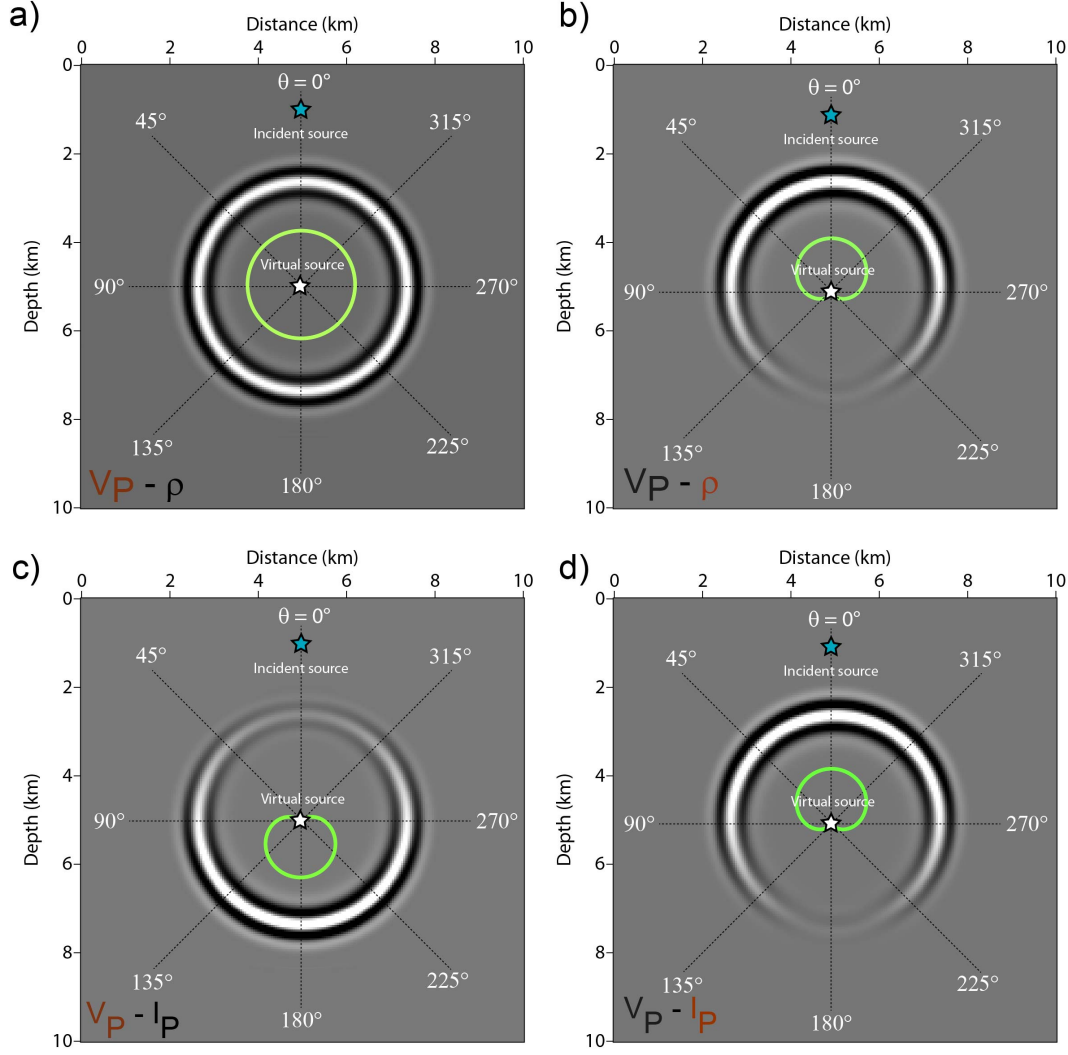 a)
Distance (km)
0 2 4 6 8 10
Depth (km)
0
2
4
6
8
10
θ = 0°
Incident source
45° 315°
Virtual source
90° 270°
135° 225°
180°
VP - ρ
b)
Distance (km)
0 2 4 6 8 10
Depth (km)
0
2
4
6
8
10
θ = 0°
Incident source
45° 315°
Virtual source
90° 270°
135° 225°
180°
VP - ρ
c)
Distance (km)
0 2 4 6 8 10
Depth (km)
0
2
4
6
8
10
θ = 0°
Incident source
45° 315°
Virtual source
90° 270°
135° 225°
180°
VP - IP
d)
Distance (km)
0 2 4 6 8 10
Depth (km)
0
2
4
6
8
10
θ = 0°
Incident source
45° 315°
Virtual source
90° 270°
135° 225°
180°
VP - IP